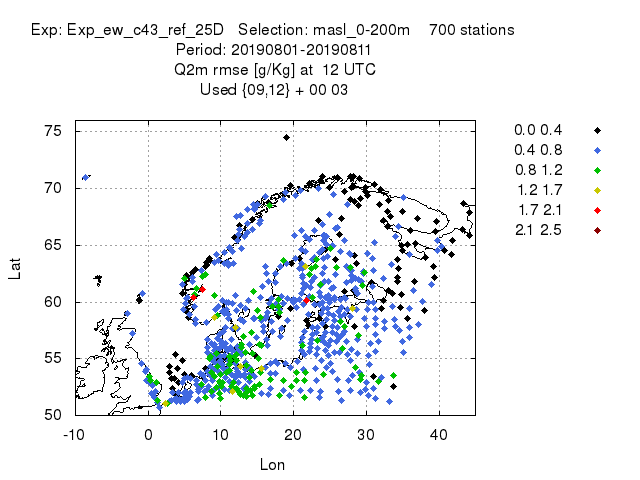 Exp: Exp_ew_c43_ref_25D   Selection: masl_0-200m    700 stations
Period: 20190801-20190811
Q2m rmse [g/Kg] at  12 UTC
Used {09,12} + 00 03
0.0 0.4
0.4 0.8
0.8 1.2
1.2 1.7
1.7 2.1
2.1 2.5
75
70
65
60
55
50
Lat
-10 0 10 20 30 40
Lon